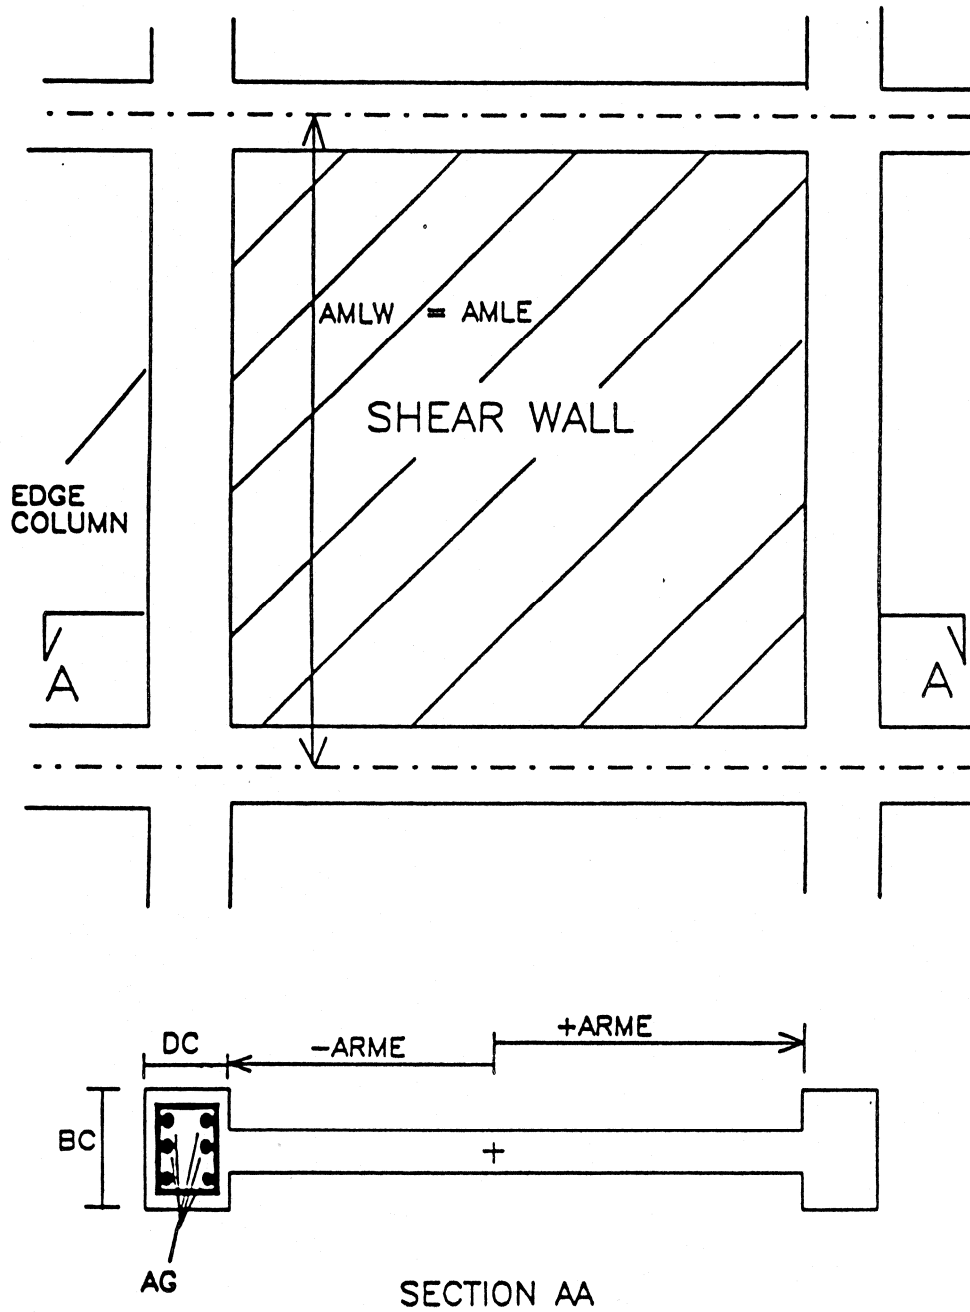 AMLW = AMLE
SHEAR WALL
EDGE
COLUMN
A
A
DC
-ARME
+ARME
BC
AG
SECTION AA